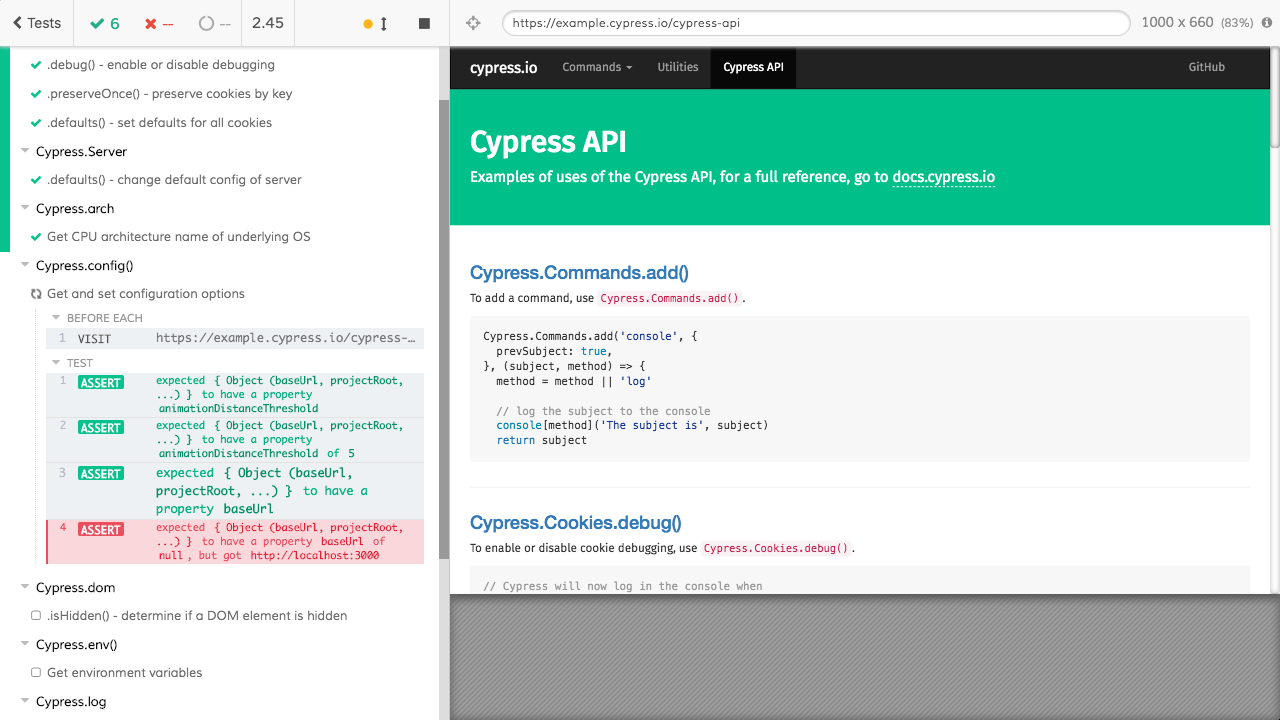 Tests
6
--
--
2.45
https://example.cypress.io/cypress-api
1000 x 660 (83%)
.debug() - enable or disable debugging
.preserveOnce() - preserve cookies by key
.defaults() - set defaults for all cookies
Cypress.Server
.defaults() - change default config of server
Cypress.arch
Get CPU architecture name of underlying OS
Cypress.config()
Get and set configuration options
BEFORE EACH
1 VISIT https://example.cypress.io/cypress-…
TEST
1 ASSERT expected { Object (baseUrl, projectRoot,
...) } to have a property
animationDistanceThreshold
2 ASSERT expected { Object (baseUrl, projectRoot,
...) } to have a property
animationDistanceThreshold of 5
3 ASSERT expected { Object (baseUrl,
projectRoot, ...) } to have a
property baseUrl
4 ASSERT expected { Object (baseUrl, projectRoot,
...) } to have a property baseUrl of
null, but got http://localhost:3000
Cypress.dom
.isHidden() - determine if a DOM element is hidden
Cypress.env()
Get environment variables
Cypress.log
cypress.io
Commands
Utilities
Cypress API
GitHub
Cypress API
Examples of uses of the Cypress API, for a full reference, go to docs.cypress.io
Cypress.Commands.add()
To add a command, use Cypress.Commands.add().
Cypress.Commands.add('console', {
prevSubject: true,
}, (subject, method) => {
method = method || 'log'
// log the subject to the console
console[method]('The subject is', subject)
return subject
Cypress.Cookies.debug()
To enable or disable cookie debugging, use Cypress.Cookies.debug().
// Cypress will now log in the console when